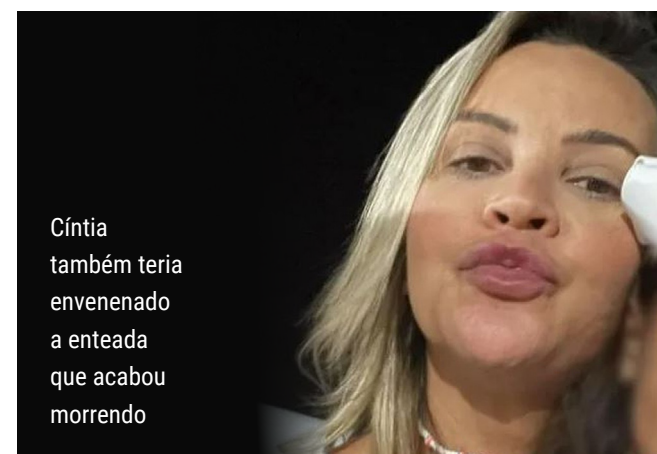 Cíntia
também teria
envenenado
a enteada
que acabou
morrendo